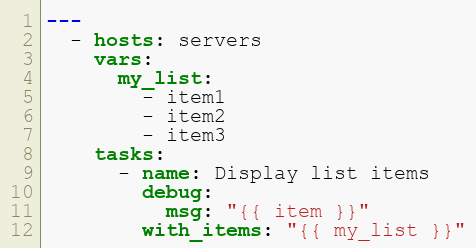 1 ---
2   - hosts: servers
3     vars:
4       my_list:
5         - item1
6         - item2
7         - item3
8     tasks:
9       - name: Display list items
10         debug:
11           msg: "{{ item }}"
12         with_items: "{{ my_list }}"